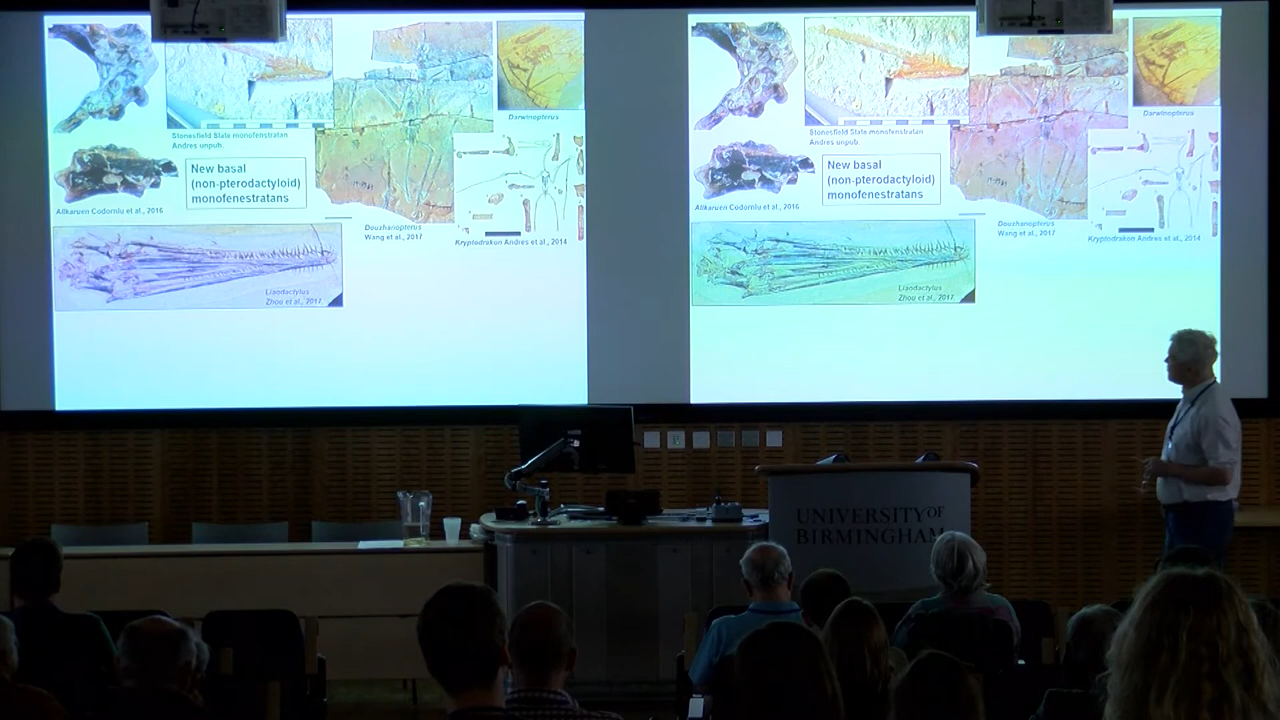 Stonesfield Slate monofenestratan
Andres unpub.
Darwinopterus
New basal
(non-pterodactyloid)
monofenestratans
Allkaruen Codorniu et al., 2016
Douzhanopterus
Wang et al., 2017
Kryptodrakon Andres et al., 2014
Liaodactylus
Zhou et al., 2017
Stonesfield Slate monofenestratan
Andres unpub.
Darwinopterus
New basal
(non-pterodactyloid)
monofenestratans
Allkaruen Codorniu et al., 2016
Douzhanopterus
Wang et al., 2017
Kryptodrakon Andres et al., 2014
Liaodactylus
Zhou et al., 2017
UNIVERSITY OF
BIRMINGHAM